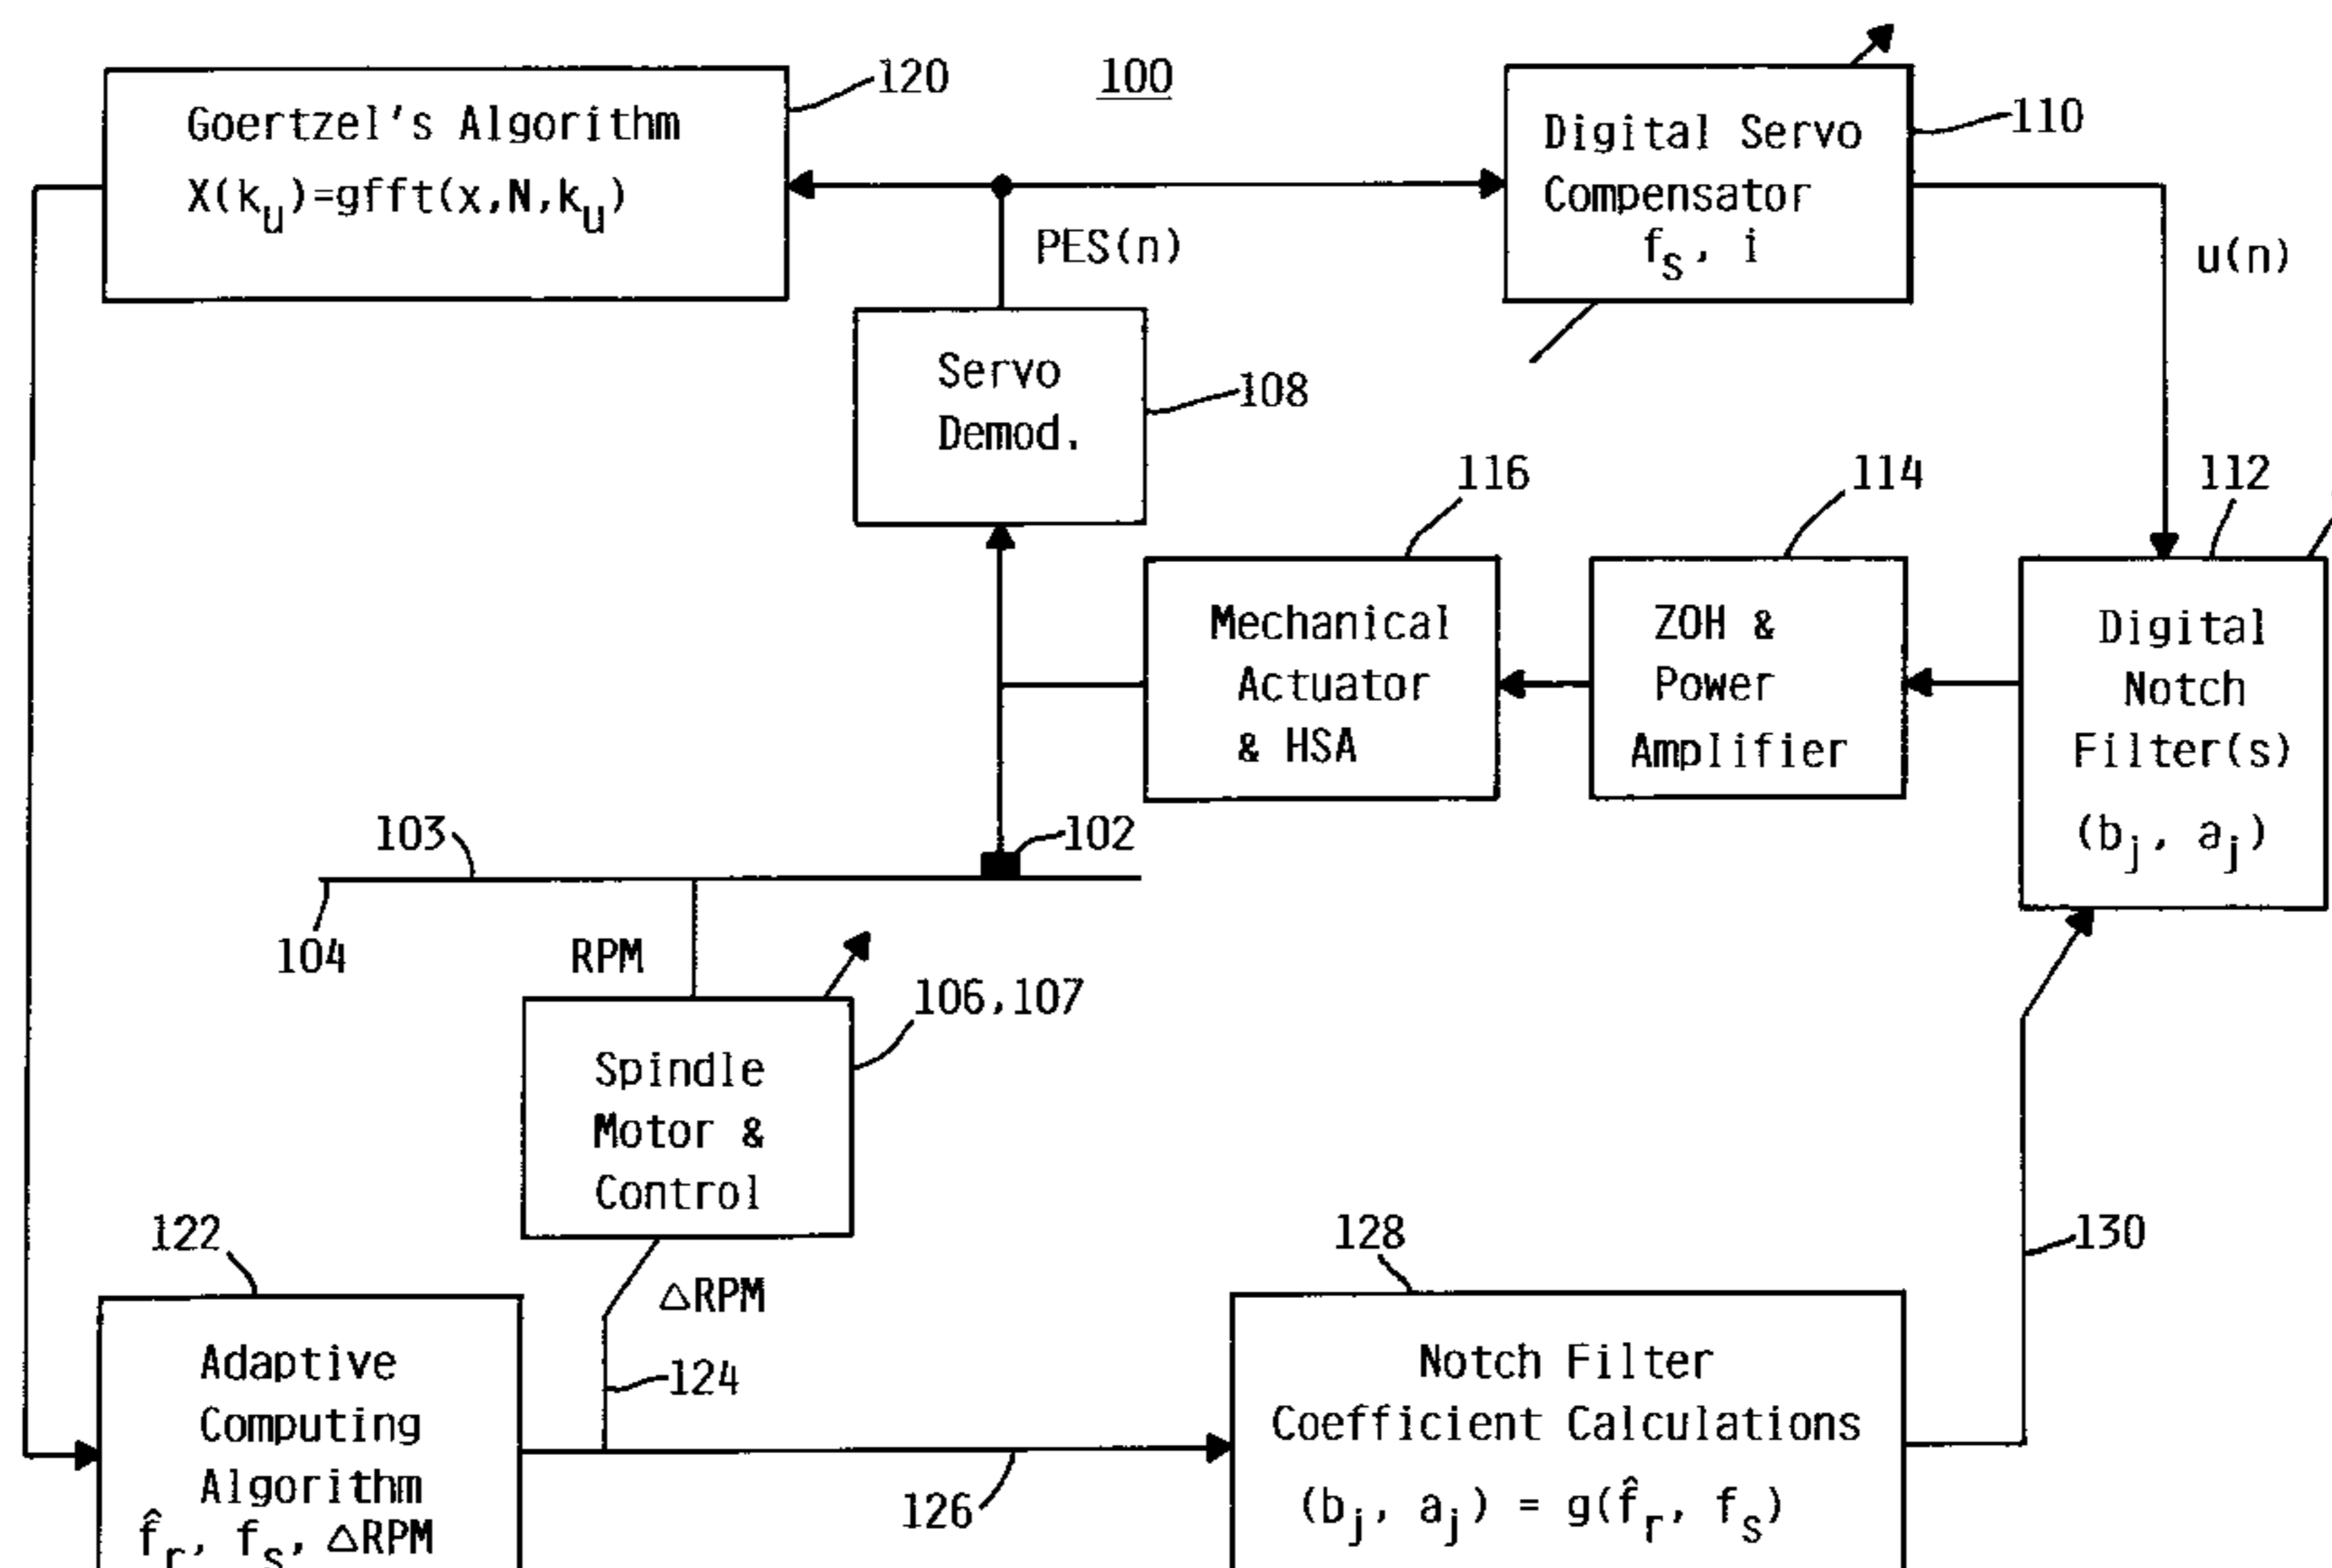 120
100
Goertzel's Algorithm
X(k_u)=gfft(x,N,k_u)
Digital Servo
Compensator
f_s, i
110
PES(n)
u(n)
Servo
Demod.
108
116
114
112
Mechanical
Actuator
& HSA
ZOH &
Power
Amplifier
Digital
Notch
Filter(s)
(b_j, a_j)
103
102
104
RPM
106,107
Spindle
Motor &
Control
122
△RPM
124
128
130
Adaptive
Computing
Algorithm
f̂_r, f_s, △RPM
126
Notch Filter
Coefficient Calculations
(b_j, a_j) = g(f̂_r, f_s)